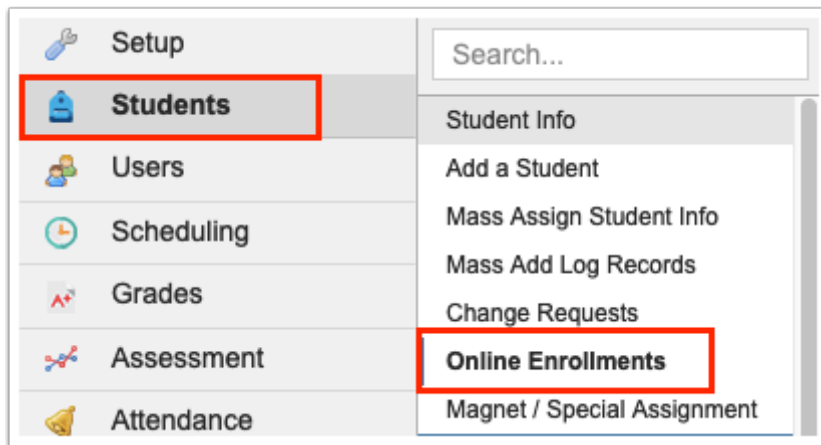 Setup
Students
Users
Scheduling
Grades
A+
Assessment
Attendance
Search...
Student Info
Add a Student
Mass Assign Student Info
Mass Add Log Records
Change Requests
Online Enrollments
Magnet / Special Assignment